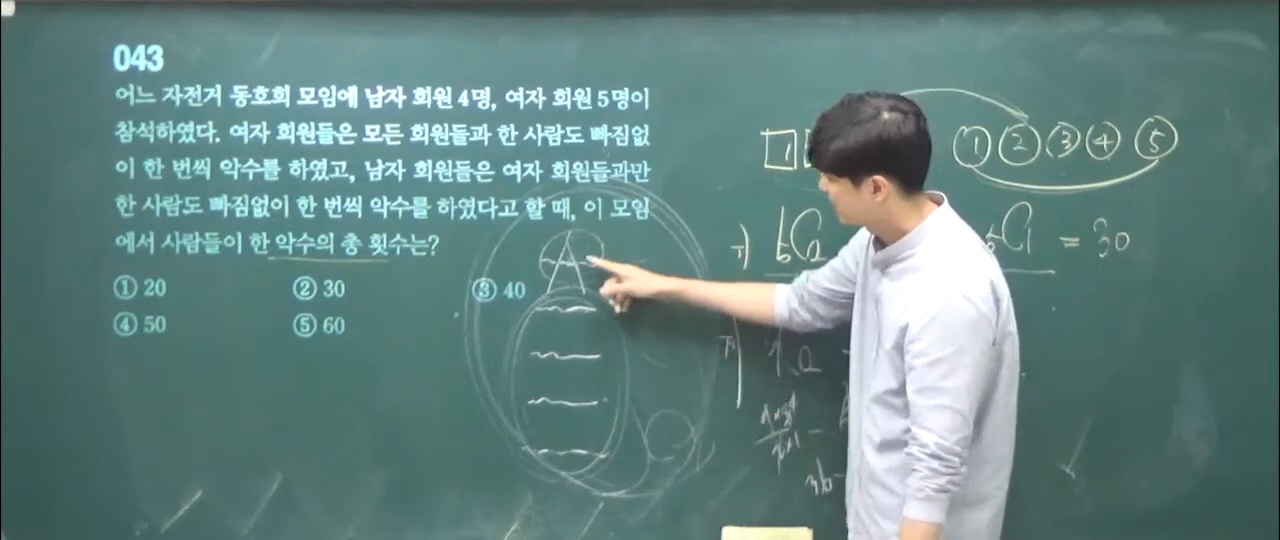 043
어느 자전거 동호회 모임에 남자 회원 4명, 여자 회원 5명이
참석하였다. 여자 회원들은 모든 회원들과 한 사람도 빠짐없
이 한 번씩 악수를 하였고, 남자 회원들은 여자 회원들과만
한 사람도 빠짐없이 한 번씩 악수를 하였다고 할 때, 이 모임
에서 사람들이 한 악수의 총 횟수는?
① 20 ② 30 ③ 40
④ 50 ⑤ 60
1 ① ② ③ ④ ⑤
C₁ = 30
A